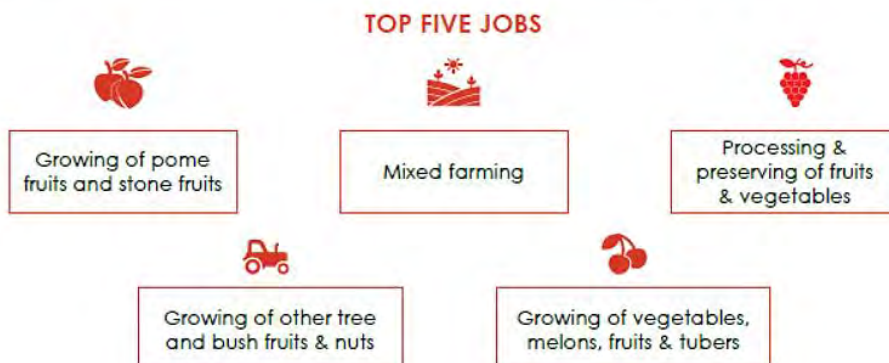 TOP FIVE JOBS
Growing of pome
fruits and stone fruits
Mixed farming
Processing &
preserving of fruits
& vegetables
Growing of other tree
and bush fruits & nuts
Growing of vegetables,
melons, fruits & tubers